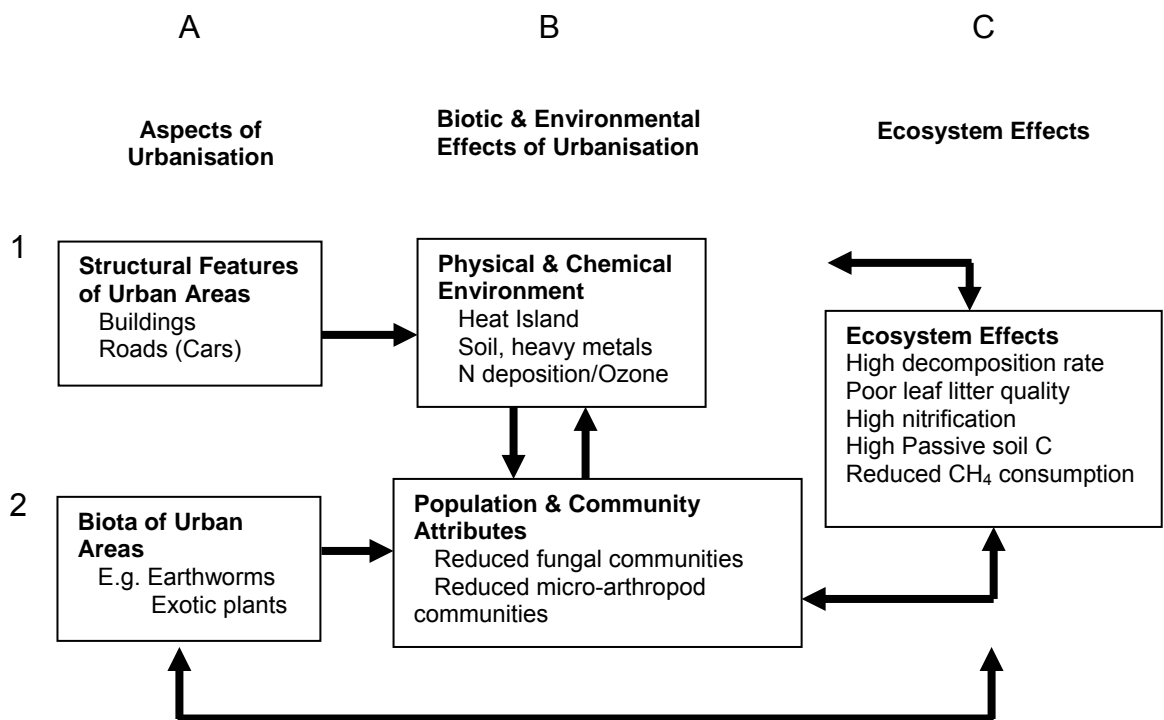 A
B
C
Aspects of
Urbanisation
Biotic & Environmental
Effects of Urbanisation
Ecosystem Effects
1
Structural Features
of Urban Areas
Buildings
Roads (Cars)
Physical & Chemical
Environment
Heat Island
Soil, heavy metals
N deposition/Ozone
Ecosystem Effects
High decomposition rate
Poor leaf litter quality
High nitrification
High Passive soil C
Reduced CH₄ consumption
2
Biota of Urban
Areas
E.g. Earthworms
Exotic plants
Population & Community
Attributes
Reduced fungal communities
Reduced micro-arthropod
communities